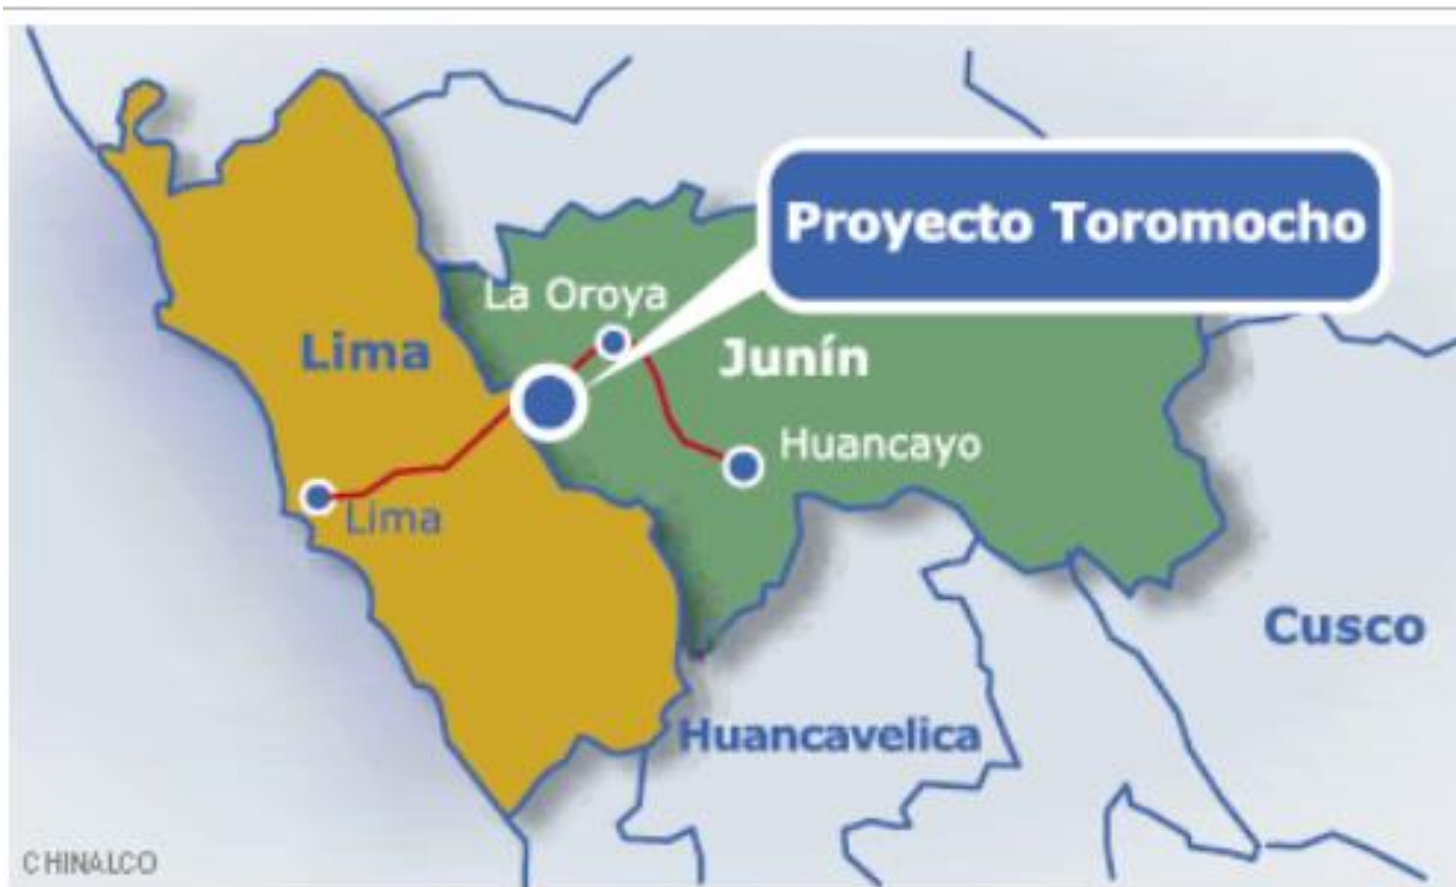 Proyecto Toromocho
La Oroya
Lima
Junín
Huancayo
Lima
Cusco
Huancavelica
CHINALCO